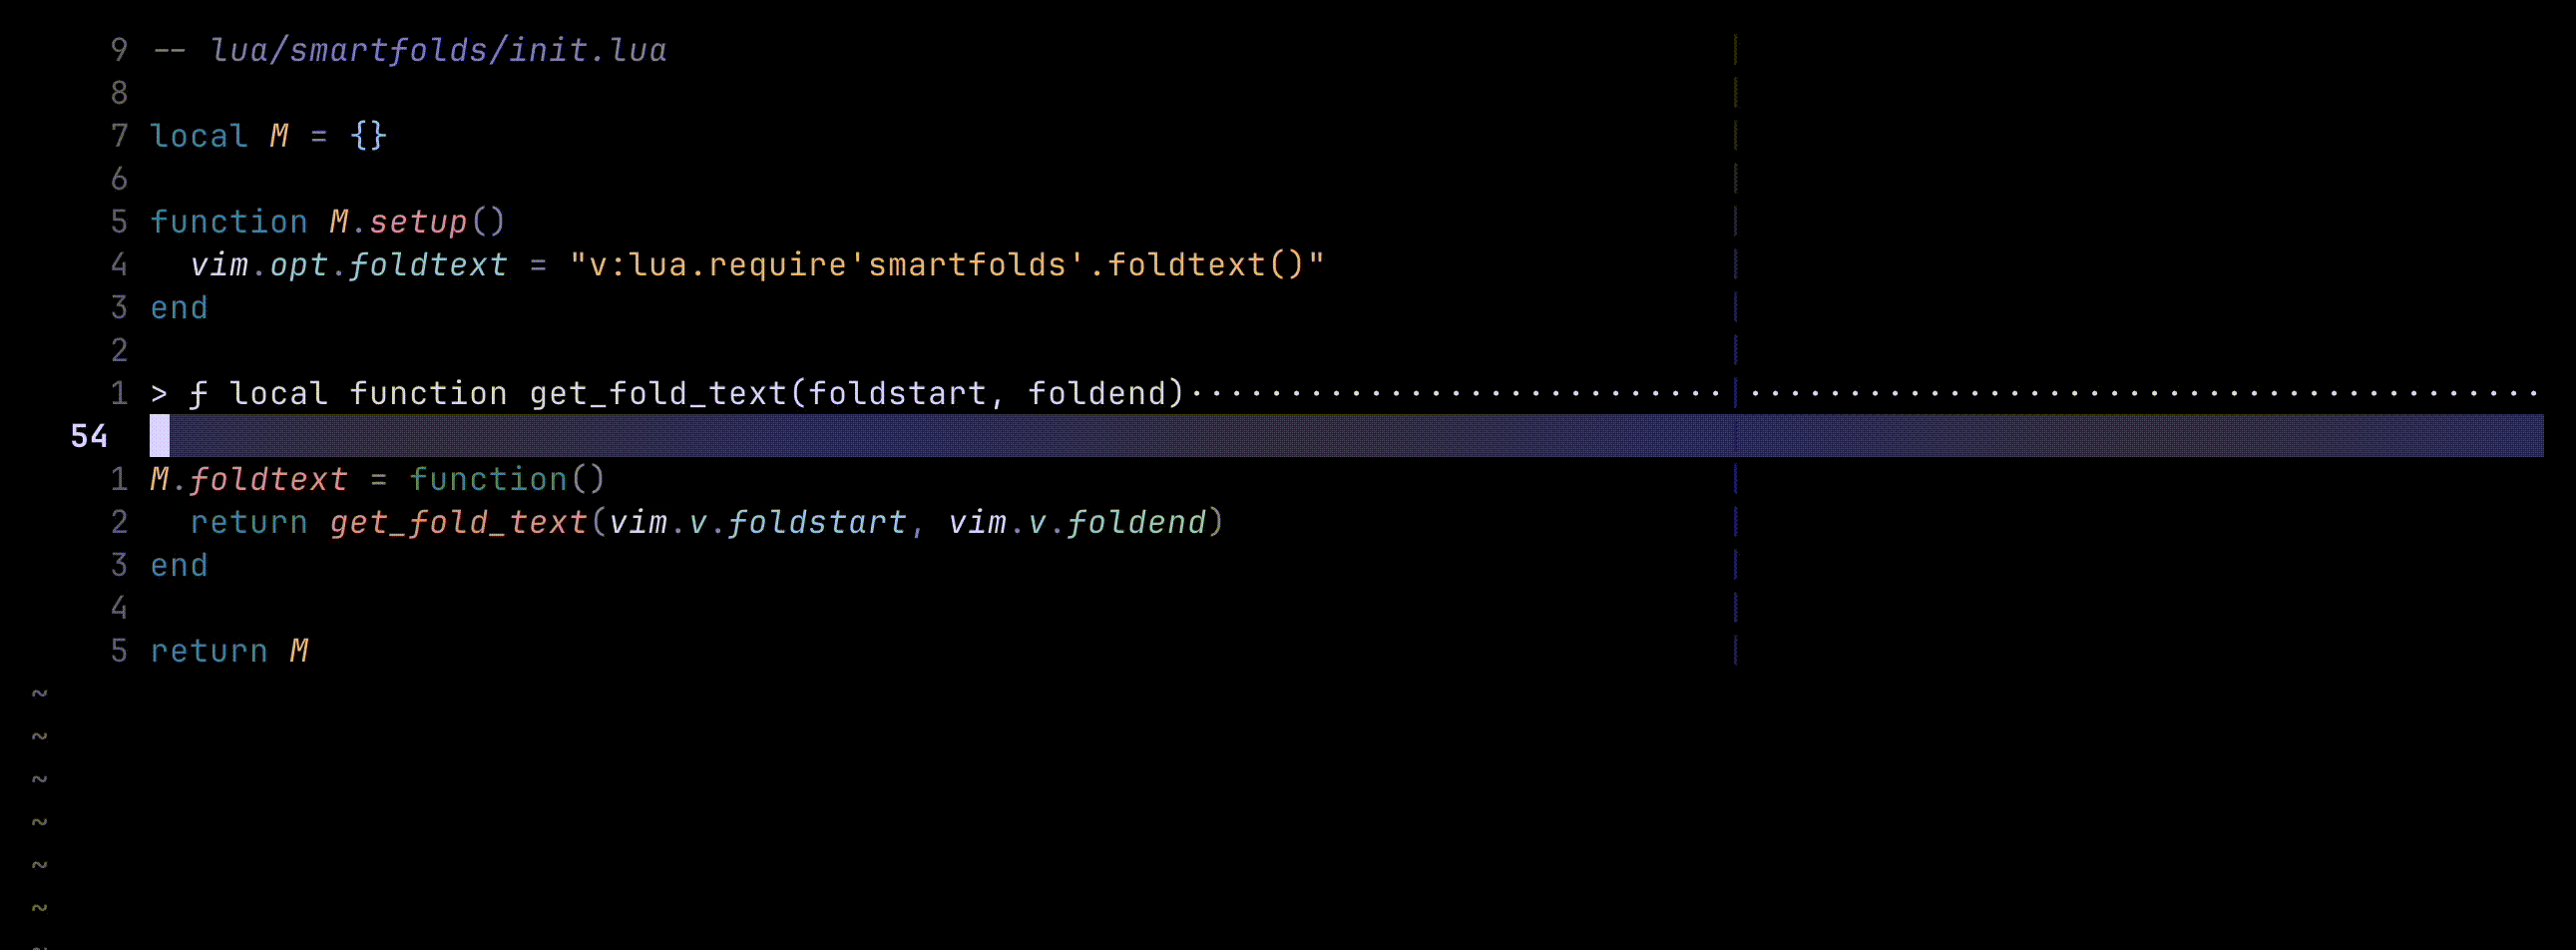 9 -- lua/smartfolds/init.lua
8
7 local M = {}
6
5 function M.setup()
4   vim.opt.foldtext = "v:lua.require'smartfolds'.foldtext()"
3 end
2
1 > ƒ local function get_fold_text(foldstart, foldend)····································································
54
1 M.foldtext = function()
2   return get_fold_text(vim.v.foldstart, vim.v.foldend)
3 end
4
5 return M
~
~
~
~
~
~
~